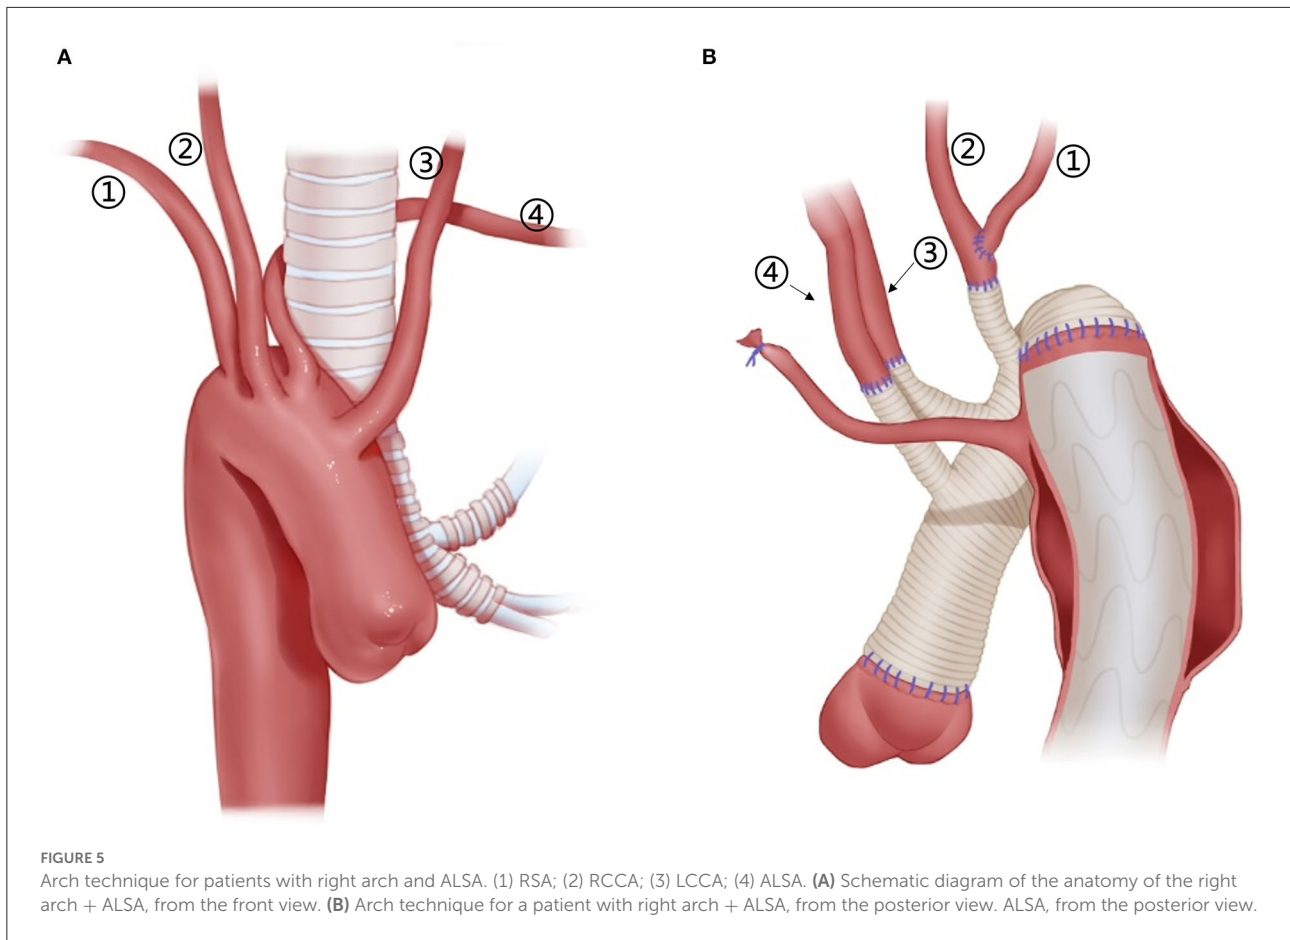 A
B
②
①
③
④
②
①
③
④
FIGURE 5
Arch technique for patients with right arch and ALSA. (1) RSA; (2) RCCA; (3) LCCA; (4) ALSA. (A) Schematic diagram of the anatomy of the right
arch + ALSA, from the front view. (B) Arch technique for a patient with right arch + ALSA, from the posterior view. ALSA, from the posterior view.